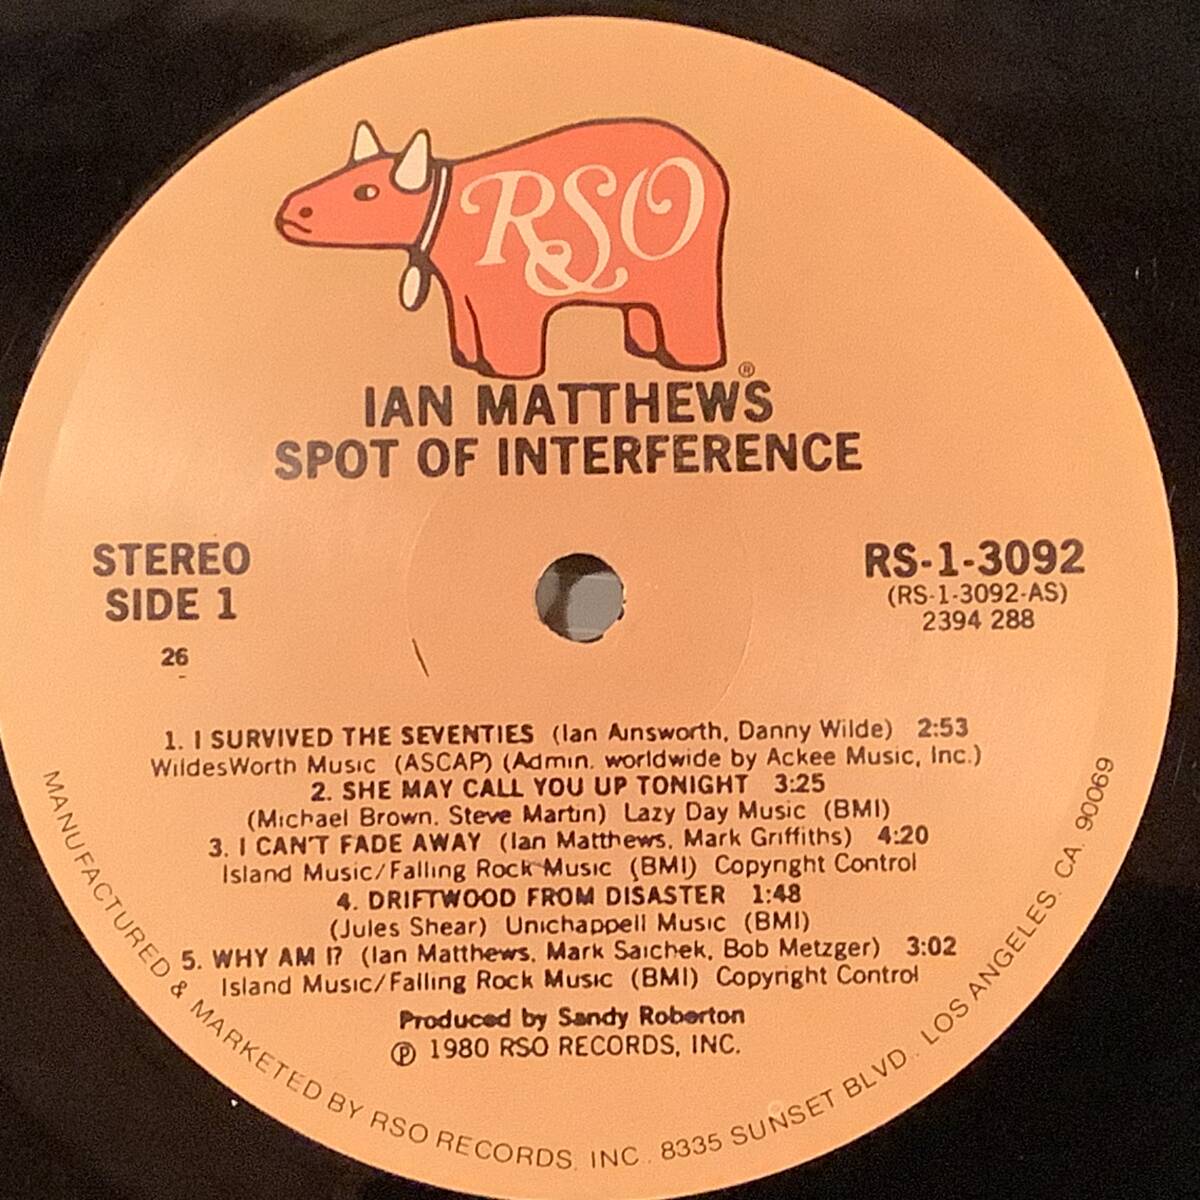 RSO
®
IAN MATTHEWS
SPOT OF INTERFERENCE
STEREO
SIDE 1
26
RS-1-3092
(RS-1-3092-AS)
2394 288
1. I SURVIVED THE SEVENTIES (Ian Ainsworth, Danny Wilde) 2:53
WildesWorth Music (ASCAP) (Admin. worldwide by Ackee Music, Inc.)
2. SHE MAY CALL YOU UP TONIGHT 3:25
(Michael Brown, Steve Martin) Lazy Day Music (BMI)
3. I CAN'T FADE AWAY (Ian Matthews, Mark Griffiths) 4:20
Island Music/Falling Rock Music (BMI) Copyright Control
4. DRIFTWOOD FROM DISASTER 1:48
(Jules Shear) Unichappell Music (BMI)
5. WHY AM I? (Ian Matthews, Mark Saichek, Bob Metzger) 3:02
Island Music/Falling Rock Music (BMI) Copyright Control
Produced by Sandy Roberton
℗ 1980 RSO RECORDS, INC.
MANUFACTURED & MARKETED BY RSO RECORDS, INC. 8335 SUNSET BLVD., LOS ANGELES, CA. 90069